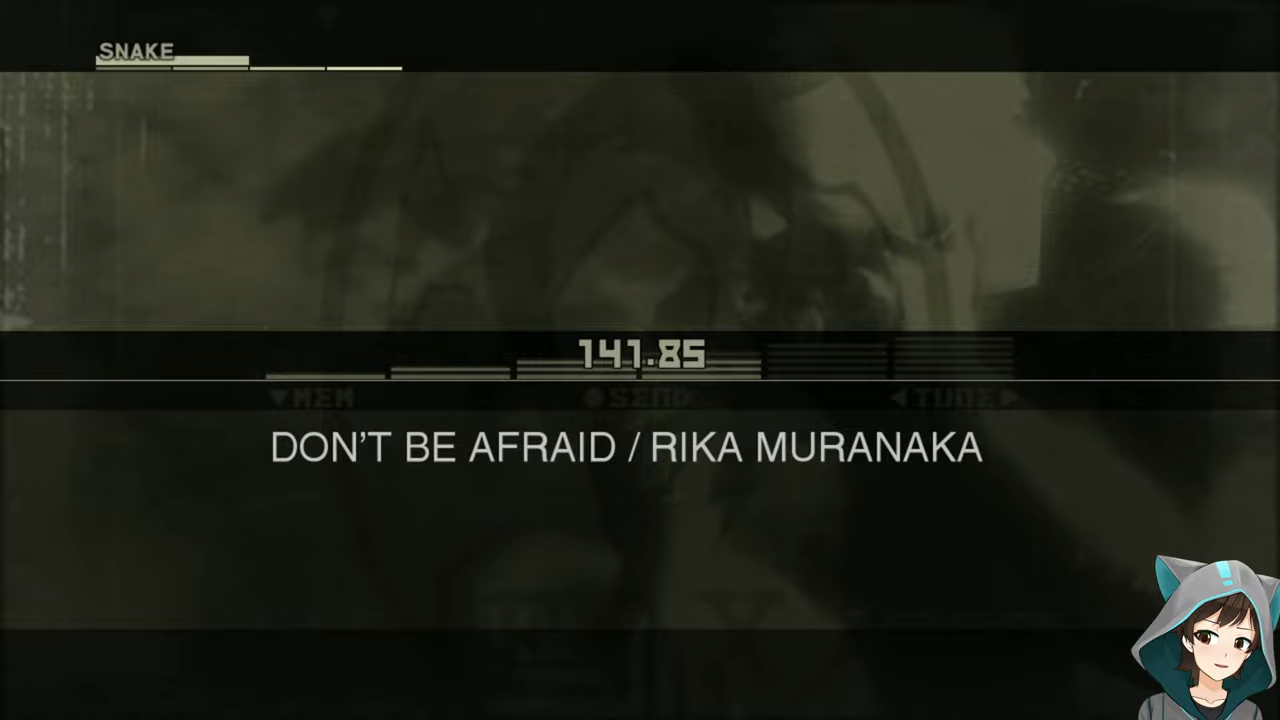 SNAKE
141.85
▼MEM ●SEND ◀TUNE▶
DON'T BE AFRAID / RIKA MURANAKA